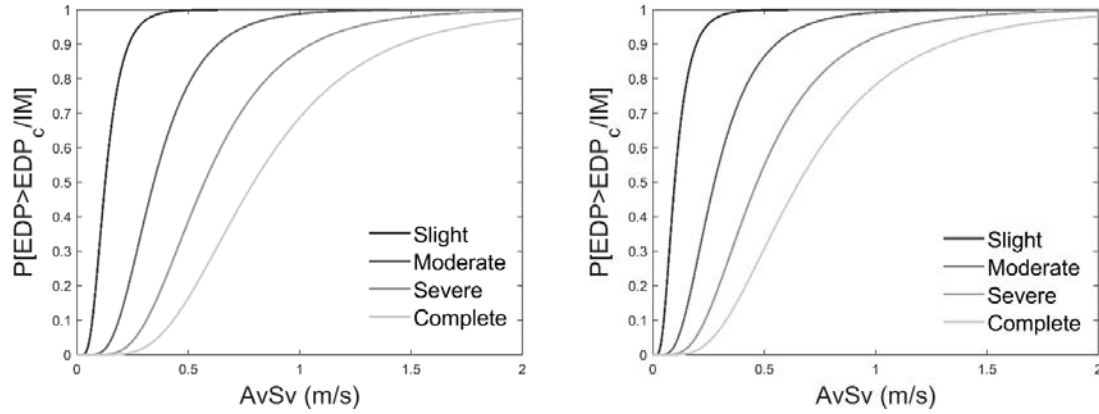 P[EDP>EDPc/IM]
1
0.9
0.8
0.7
0.6
0.5
0.4
0.3
0.2
0.1
0
Slight
Moderate
Severe
Complete
0 0.5 1 1.5 2
AvSv (m/s)
P[EDP>EDPc/IM]
1
0.9
0.8
0.7
0.6
0.5
0.4
0.3
0.2
0.1
0
Slight
Moderate
Severe
Complete
0 0.5 1 1.5 2
AvSv (m/s)